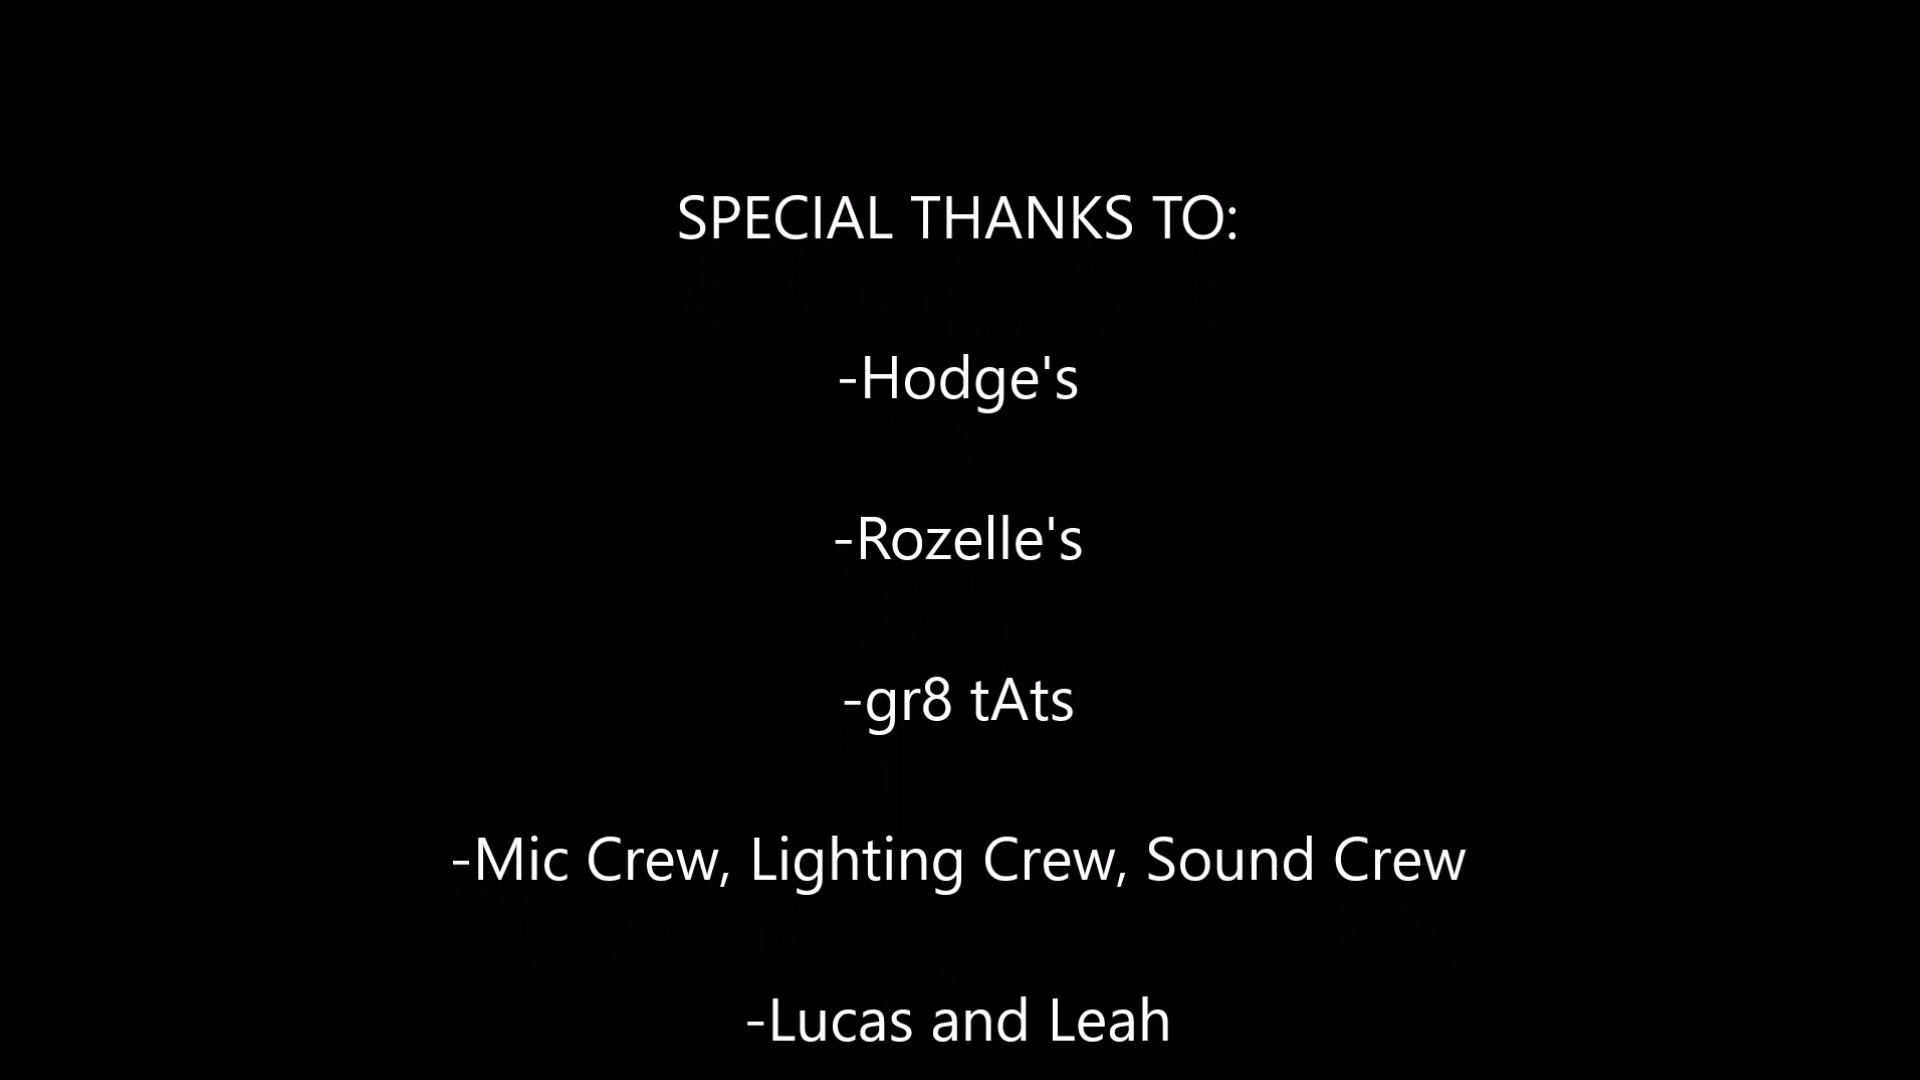 SPECIAL THANKS TO:
-Hodge's
-Rozelle's
-gr8 tAts
-Mic Crew, Lighting Crew, Sound Crew
-Lucas and Leah